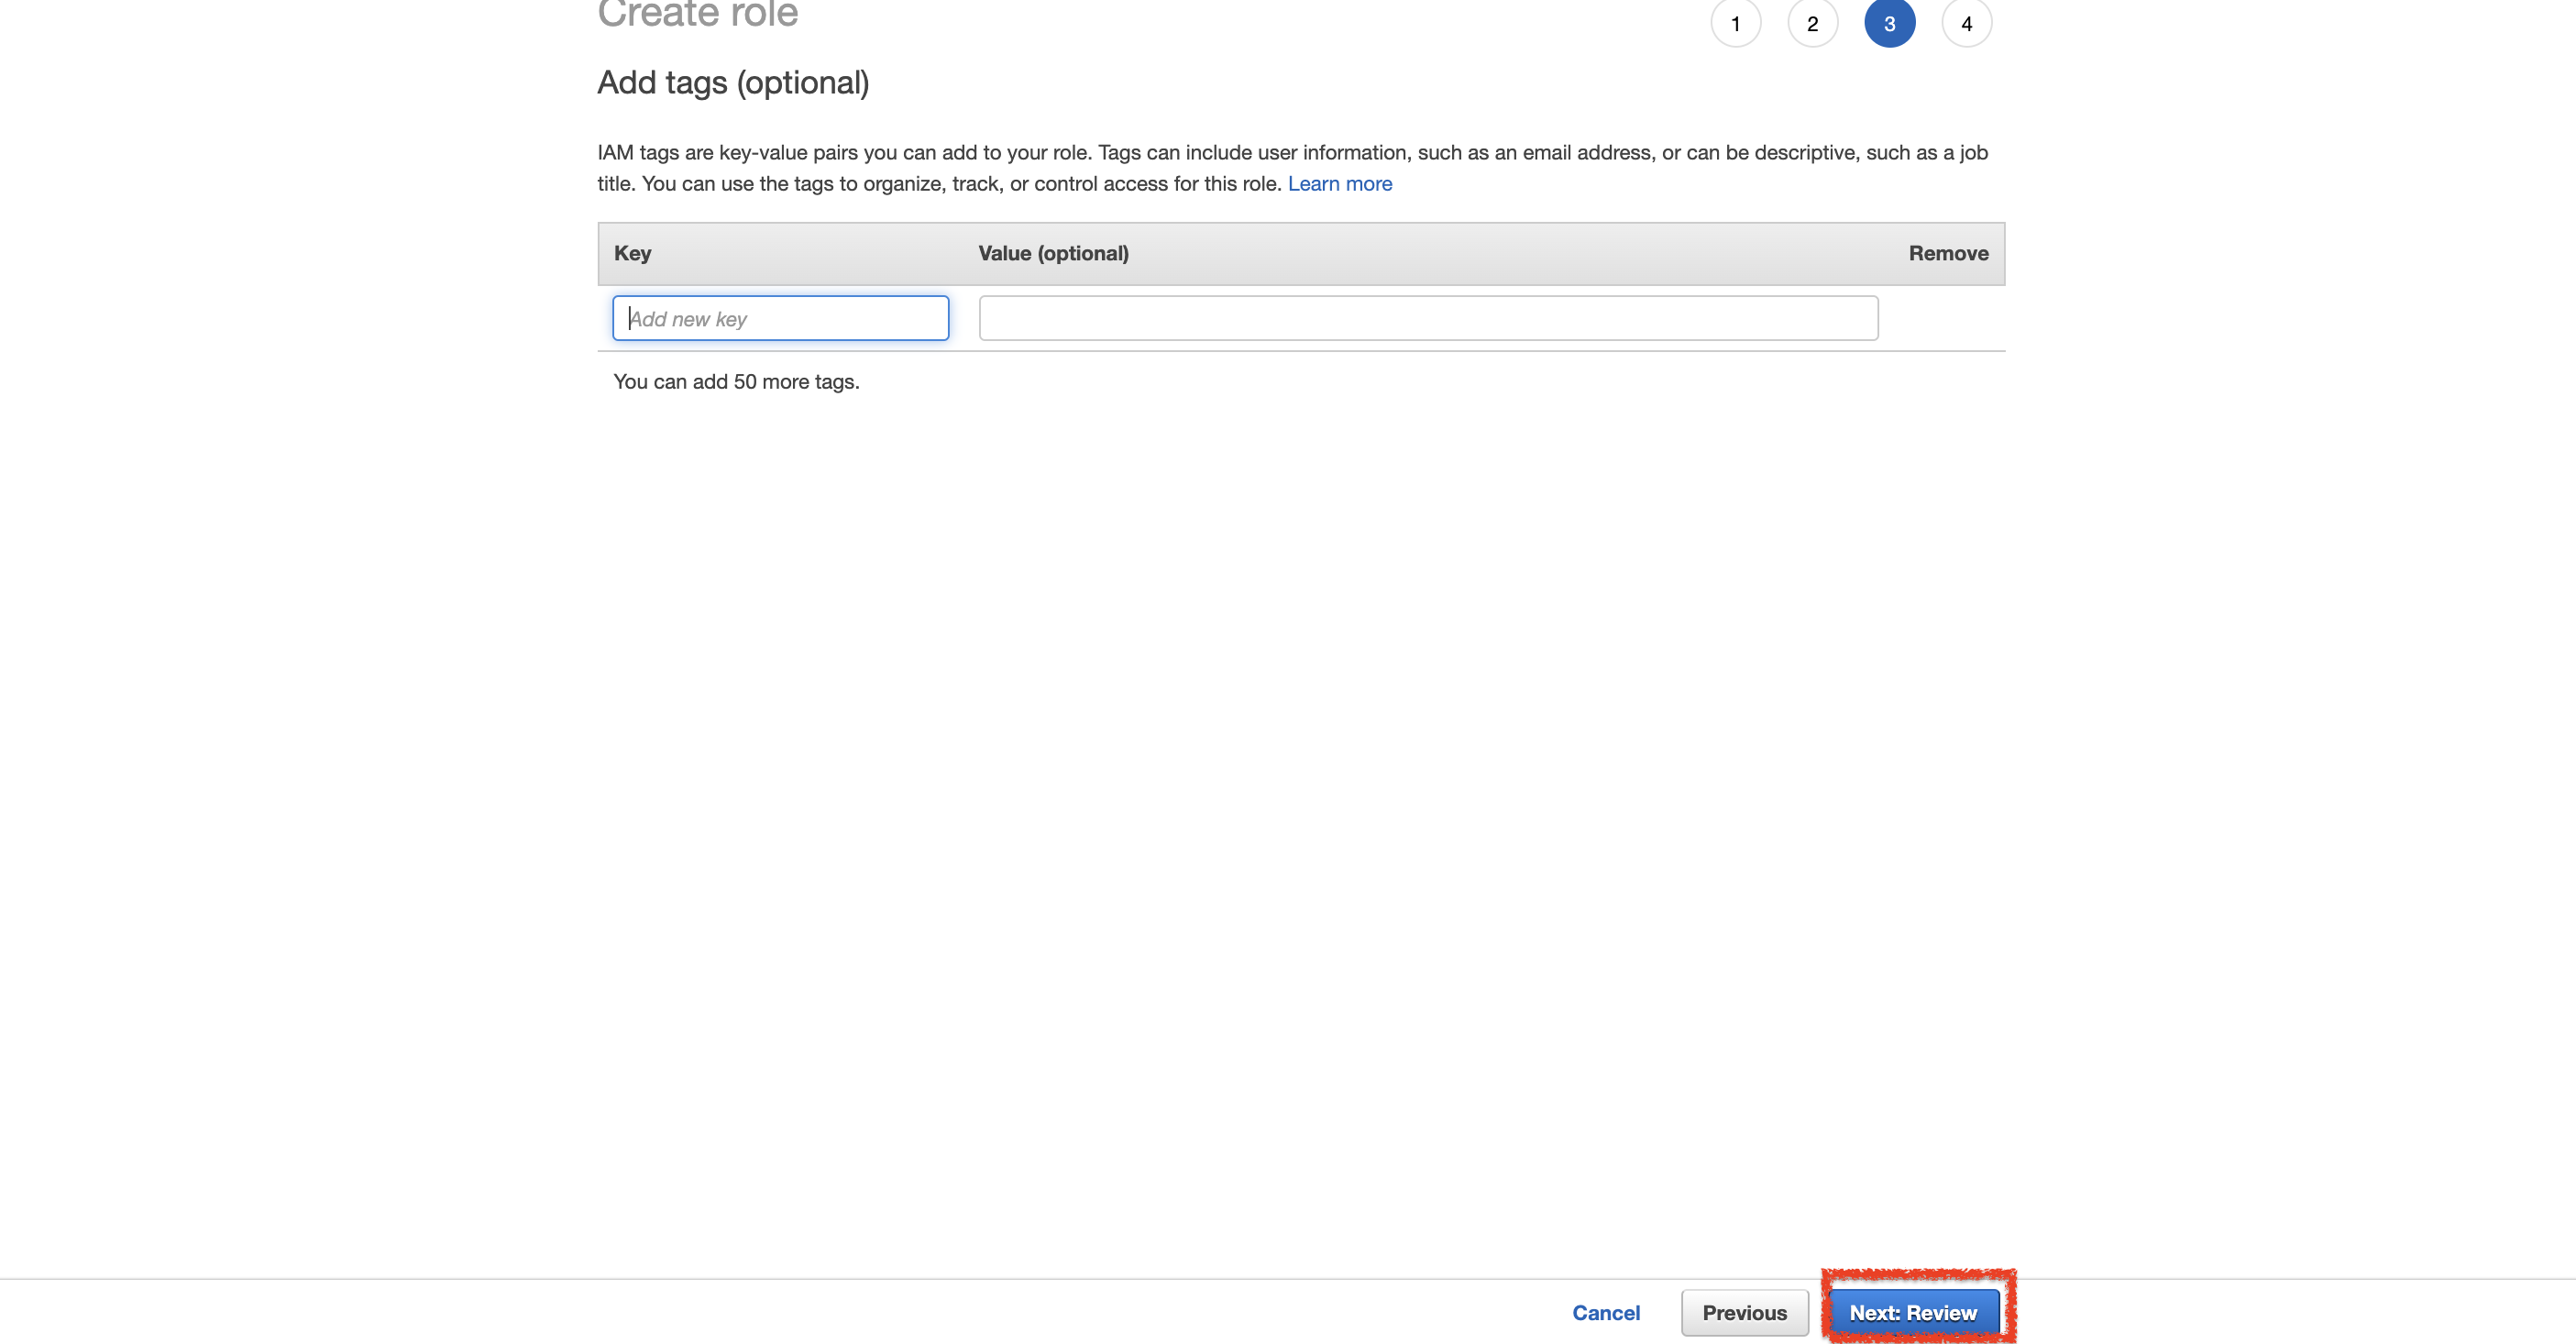 Create role
1 2 3 4
Add tags (optional)
IAM tags are key-value pairs you can add to your role. Tags can include user information, such as an email address, or can be descriptive, such as a job
title. You can use the tags to organize, track, or control access for this role. Learn more
Key Value (optional) Remove
Add new key
You can add 50 more tags.
Cancel Previous Next: Review